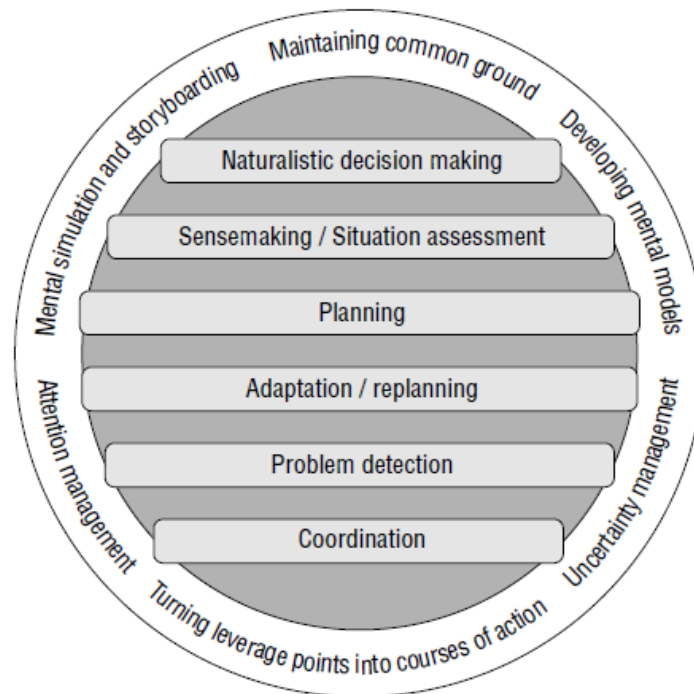 Maintaining common ground
Mental simulation and storyboarding
Developing mental models
Naturalistic decision making
Sensemaking / Situation assessment
Planning
Adaptation / replanning
Problem detection
Coordination
Attention management
Uncertainty management
Turning leverage points into courses of action